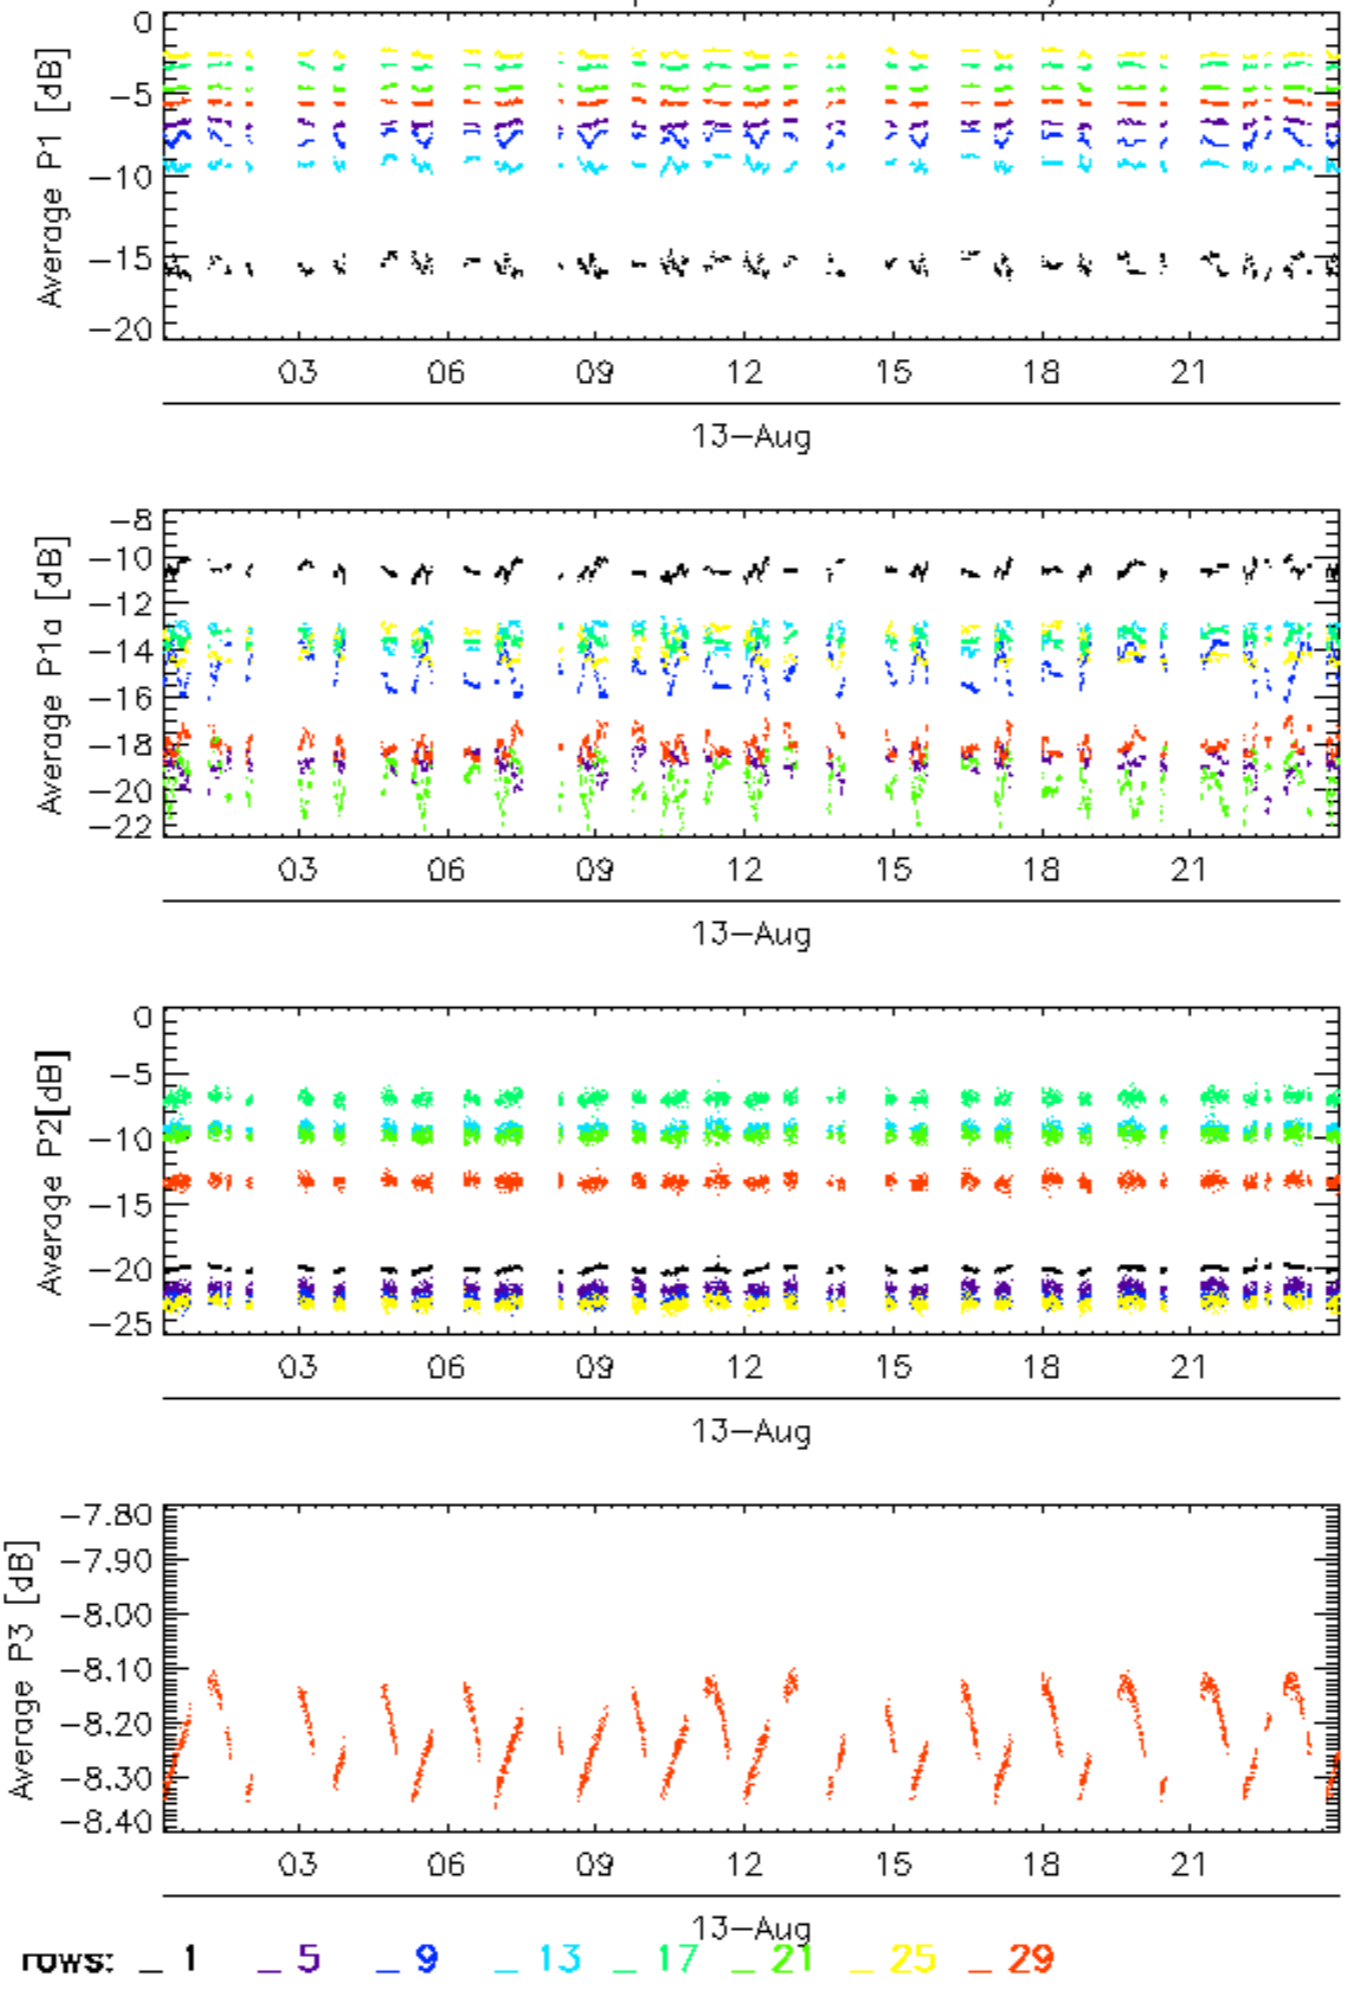 0
Average P1 [dB]
−5
−10
−15
−20
03 06 09 12 15 18 21
13−Aug
−8
Average P1a [dB]
−10
−12
−14
−16
−18
−20
−22
03 06 09 12 15 18 21
13−Aug
0
Average P2[dB]
−5
−10
−15
−20
−25
03 06 09 12 15 18 21
13−Aug
−7.80
Average P3 [dB]
−7.90
−8.00
−8.10
−8.20
−8.30
−8.40
03 06 09 12 15 18 21
13−Aug
rows: _ 1 _ 5 _ 9 _ 13 _ 17 _ 21 _ 25 _ 29